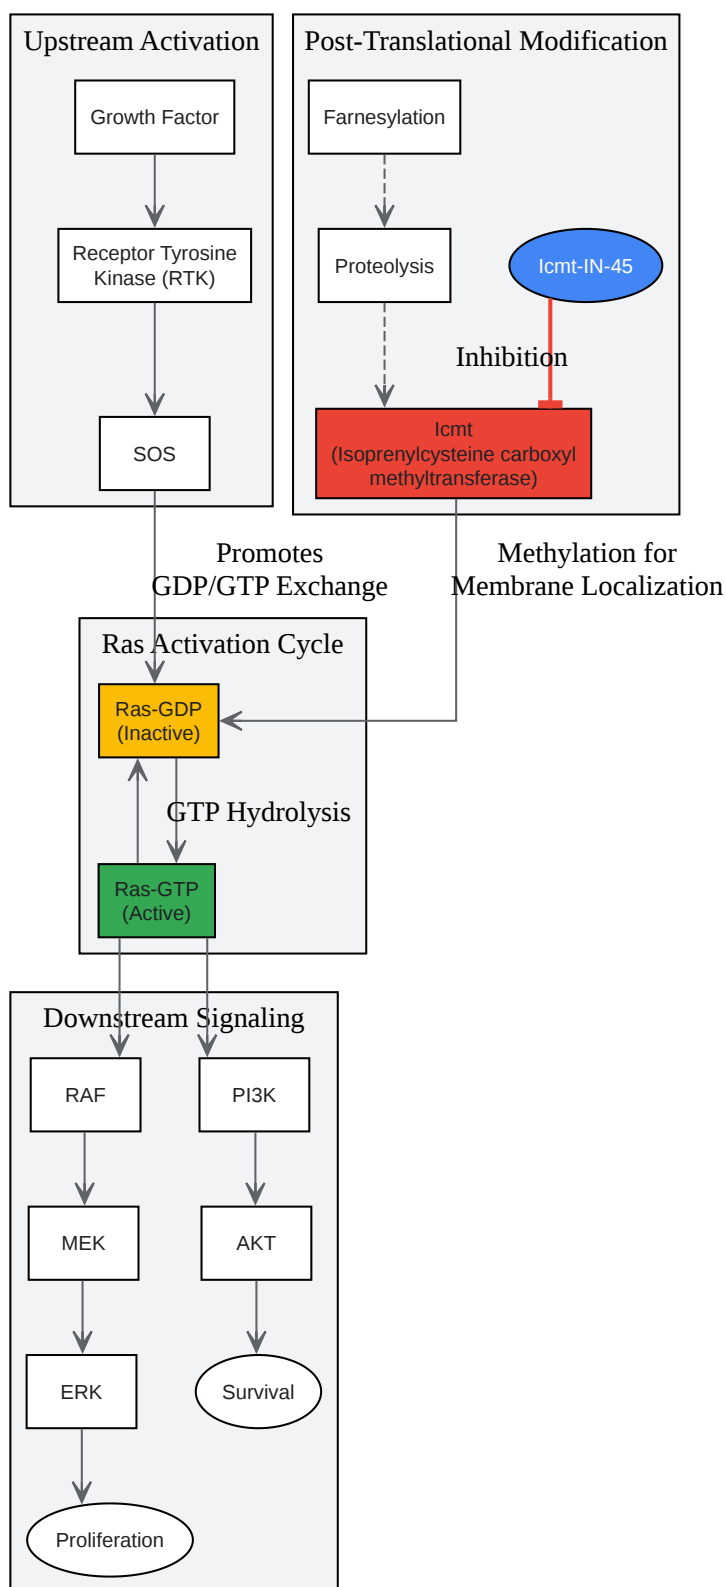 Upstream Activation
Growth Factor
Receptor Tyrosine
Kinase (RTK)
SOS
Post-Translational Modification
Farnesylation
Proteolysis
Icmt-IN-45
Inhibition
Icmt
(Isoprenylcysteine carboxyl
methyltransferase)
Promotes
GDP/GTP Exchange
Methylation for
Membrane Localization
Ras Activation Cycle
Ras-GDP
(Inactive)
GTP Hydrolysis
Ras-GTP
(Active)
Downstream Signaling
RAF
PI3K
MEK
AKT
ERK
Survival
Proliferation